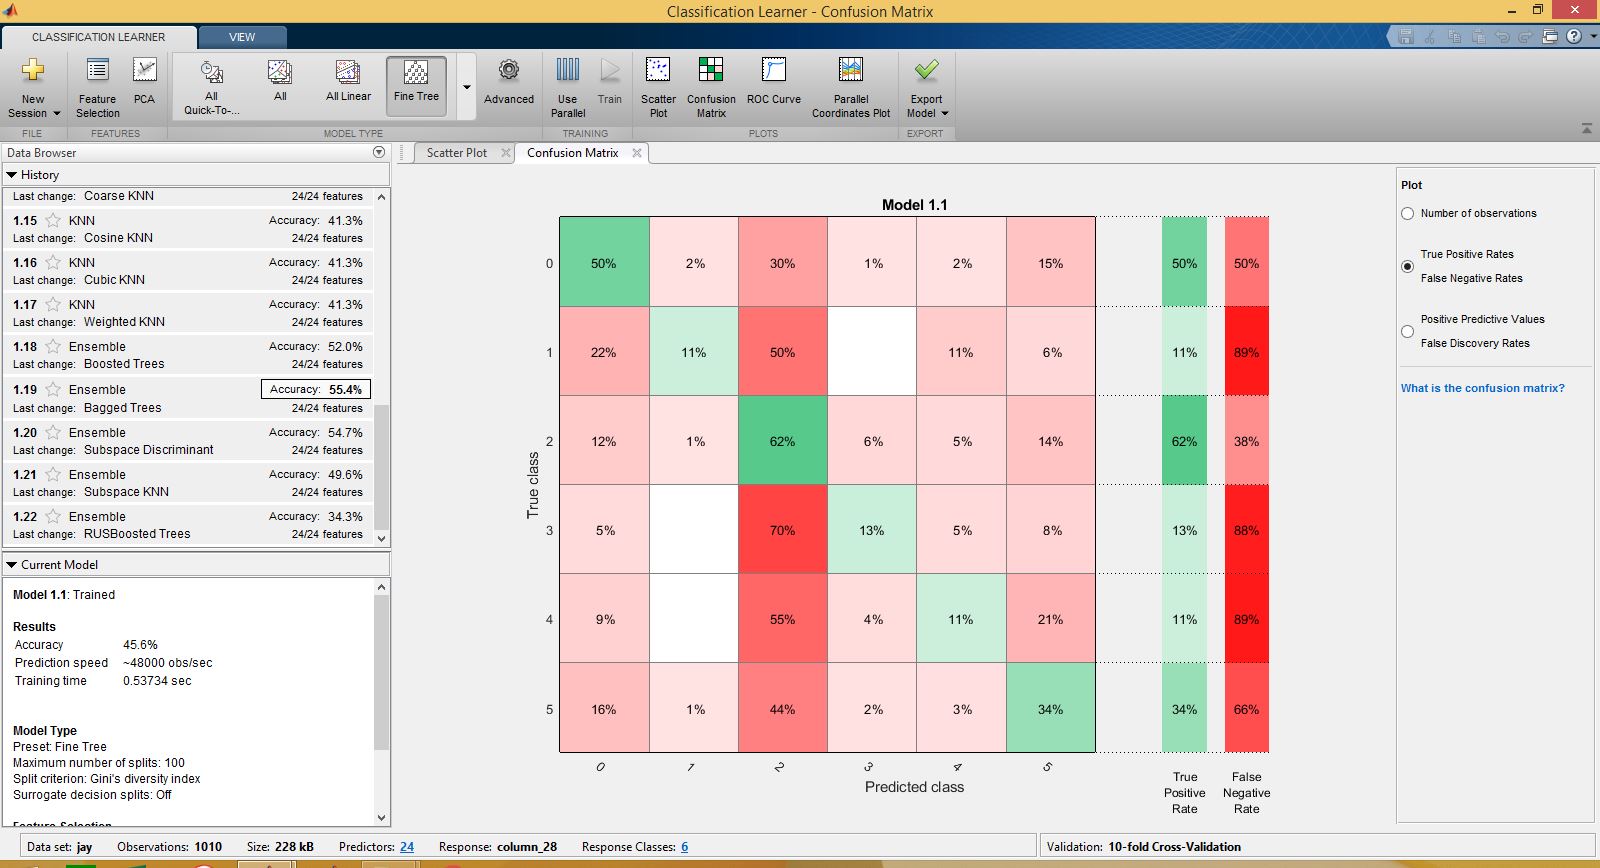 Classification Learner - Confusion Matrix
CLASSIFICATION LEARNER
VIEW
New Session
Feature Selection
PCA
All Quick-To-...
All
All Linear
Fine Tree
Advanced
Use Parallel
Train
Scatter Plot
Confusion Matrix
ROC Curve
Parallel Coordinates Plot
Export Model
FILE
FEATURES
MODEL TYPE
TRAINING
PLOTS
EXPORT
Data Browser
History
Last change: Coarse KNN 24/24 features
1.15 KNN Accuracy: 41.3%
Last change: Cosine KNN 24/24 features
1.16 KNN Accuracy: 41.3%
Last change: Cubic KNN 24/24 features
1.17 KNN Accuracy: 41.3%
Last change: Weighted KNN 24/24 features
1.18 Ensemble Accuracy: 52.0%
Last change: Boosted Trees 24/24 features
1.19 Ensemble Accuracy: 55.4%
Last change: Bagged Trees 24/24 features
1.20 Ensemble Accuracy: 54.7%
Last change: Subspace Discriminant 24/24 features
1.21 Ensemble Accuracy: 49.6%
Last change: Subspace KNN 24/24 features
1.22 Ensemble Accuracy: 34.3%
Last change: RUSBoosted Trees 24/24 features
Current Model
Model 1.1: Trained
Results
Accuracy 45.6%
Prediction speed ~48000 obs/sec
Training time 0.53734 sec
Model Type
Preset: Fine Tree
Maximum number of splits: 100
Split criterion: Gini's diversity index
Surrogate decision splits: Off
Feature Selection
Scatter Plot
Confusion Matrix
Model 1.1
0 50% 2% 30% 1% 2% 15% 50% 50%
1 22% 11% 50% 11% 6% 11% 89%
2 12% 1% 62% 6% 5% 14% 62% 38%
3 5% 70% 13% 5% 8% 13% 88%
4 9% 55% 4% 11% 21% 11% 89%
5 16% 1% 44% 2% 3% 34% 34% 66%
True class
0 1 2 3 4 5
Predicted class
True Positive Rate
False Negative Rate
Plot
Number of observations
True Positive Rates
False Negative Rates
Positive Predictive Values
False Discovery Rates
What is the confusion matrix?
Data set: jay Observations: 1010 Size: 228 kB Predictors: 24 Response: column_28 Response Classes: 6
Validation: 10-fold Cross-Validation